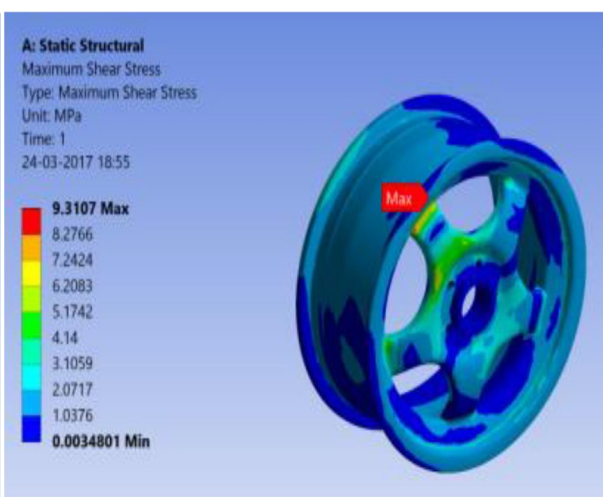 A: Static Structural
Maximum Shear Stress
Type: Maximum Shear Stress
Unit: MPa
Time: 1
24-03-2017 18:55
9.3107 Max
8.2766
7.2424
6.2083
5.1742
4.14
3.1059
2.0717
1.0376
0.0034801 Min
Max